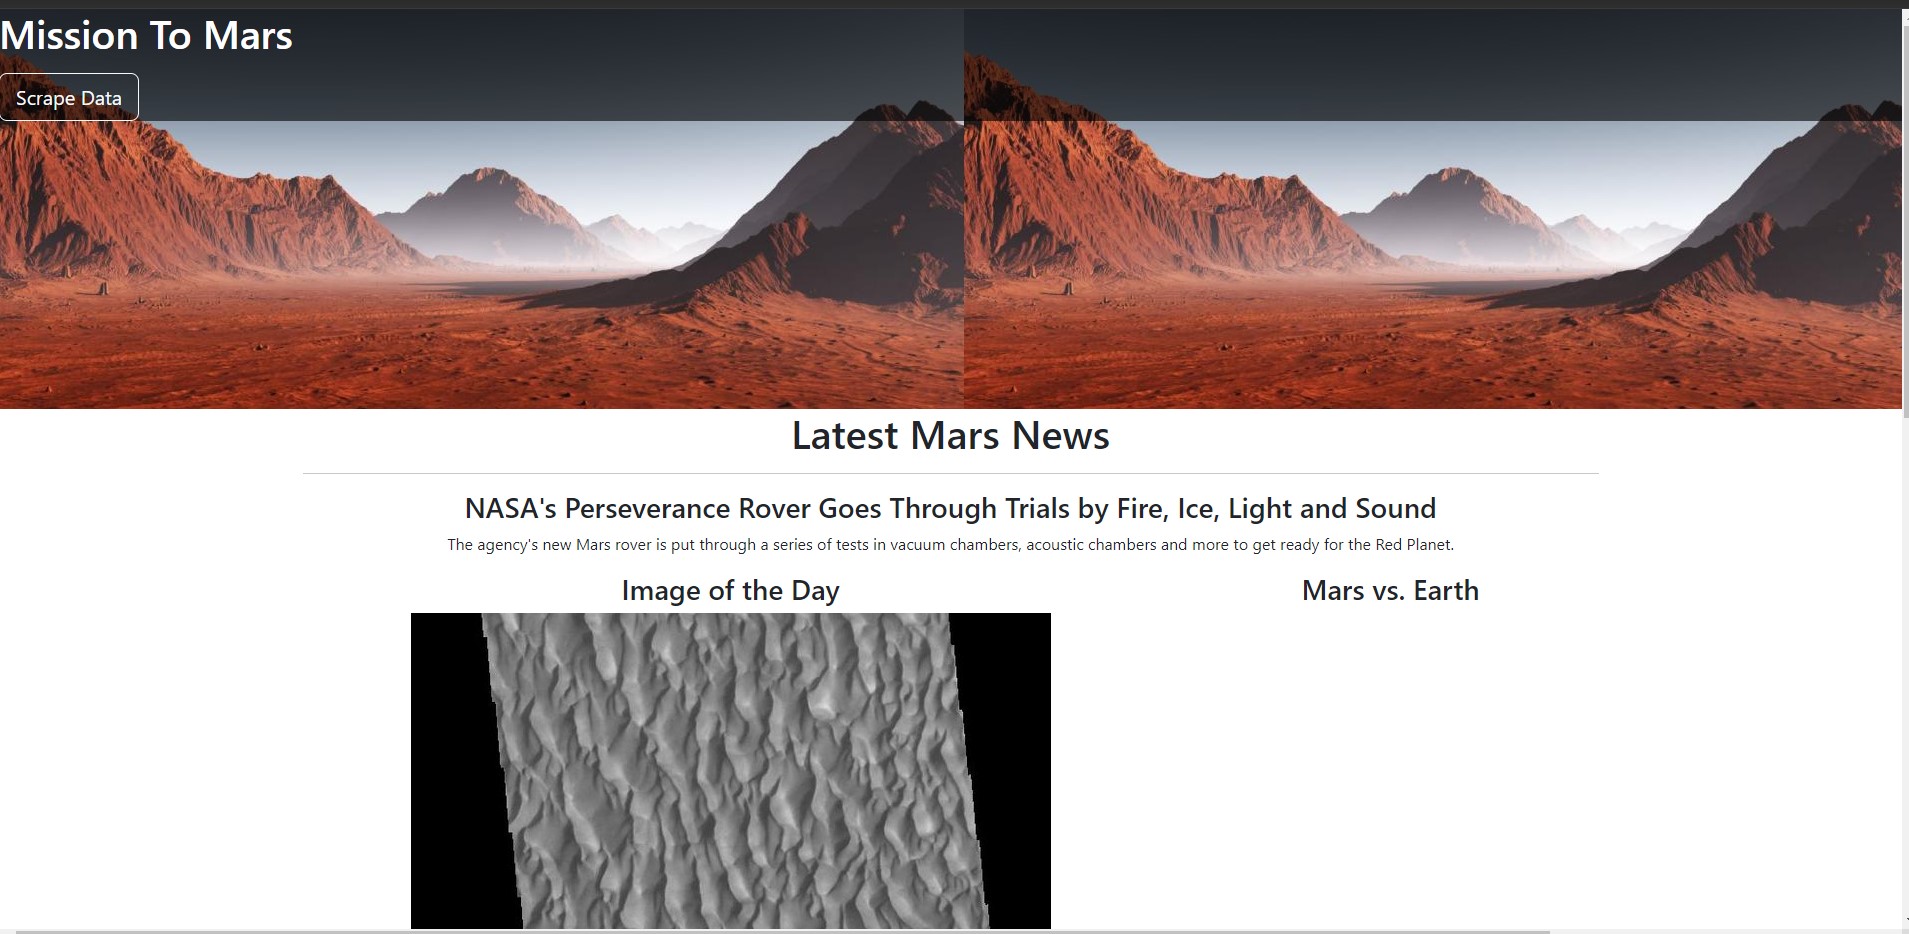 Mission To Mars
Scrape Data
Latest Mars News
NASA's Perseverance Rover Goes Through Trials by Fire, Ice, Light and Sound
The agency's new Mars rover is put through a series of tests in vacuum chambers, acoustic chambers and more to get ready for the Red Planet.
Image of the Day
Mars vs. Earth